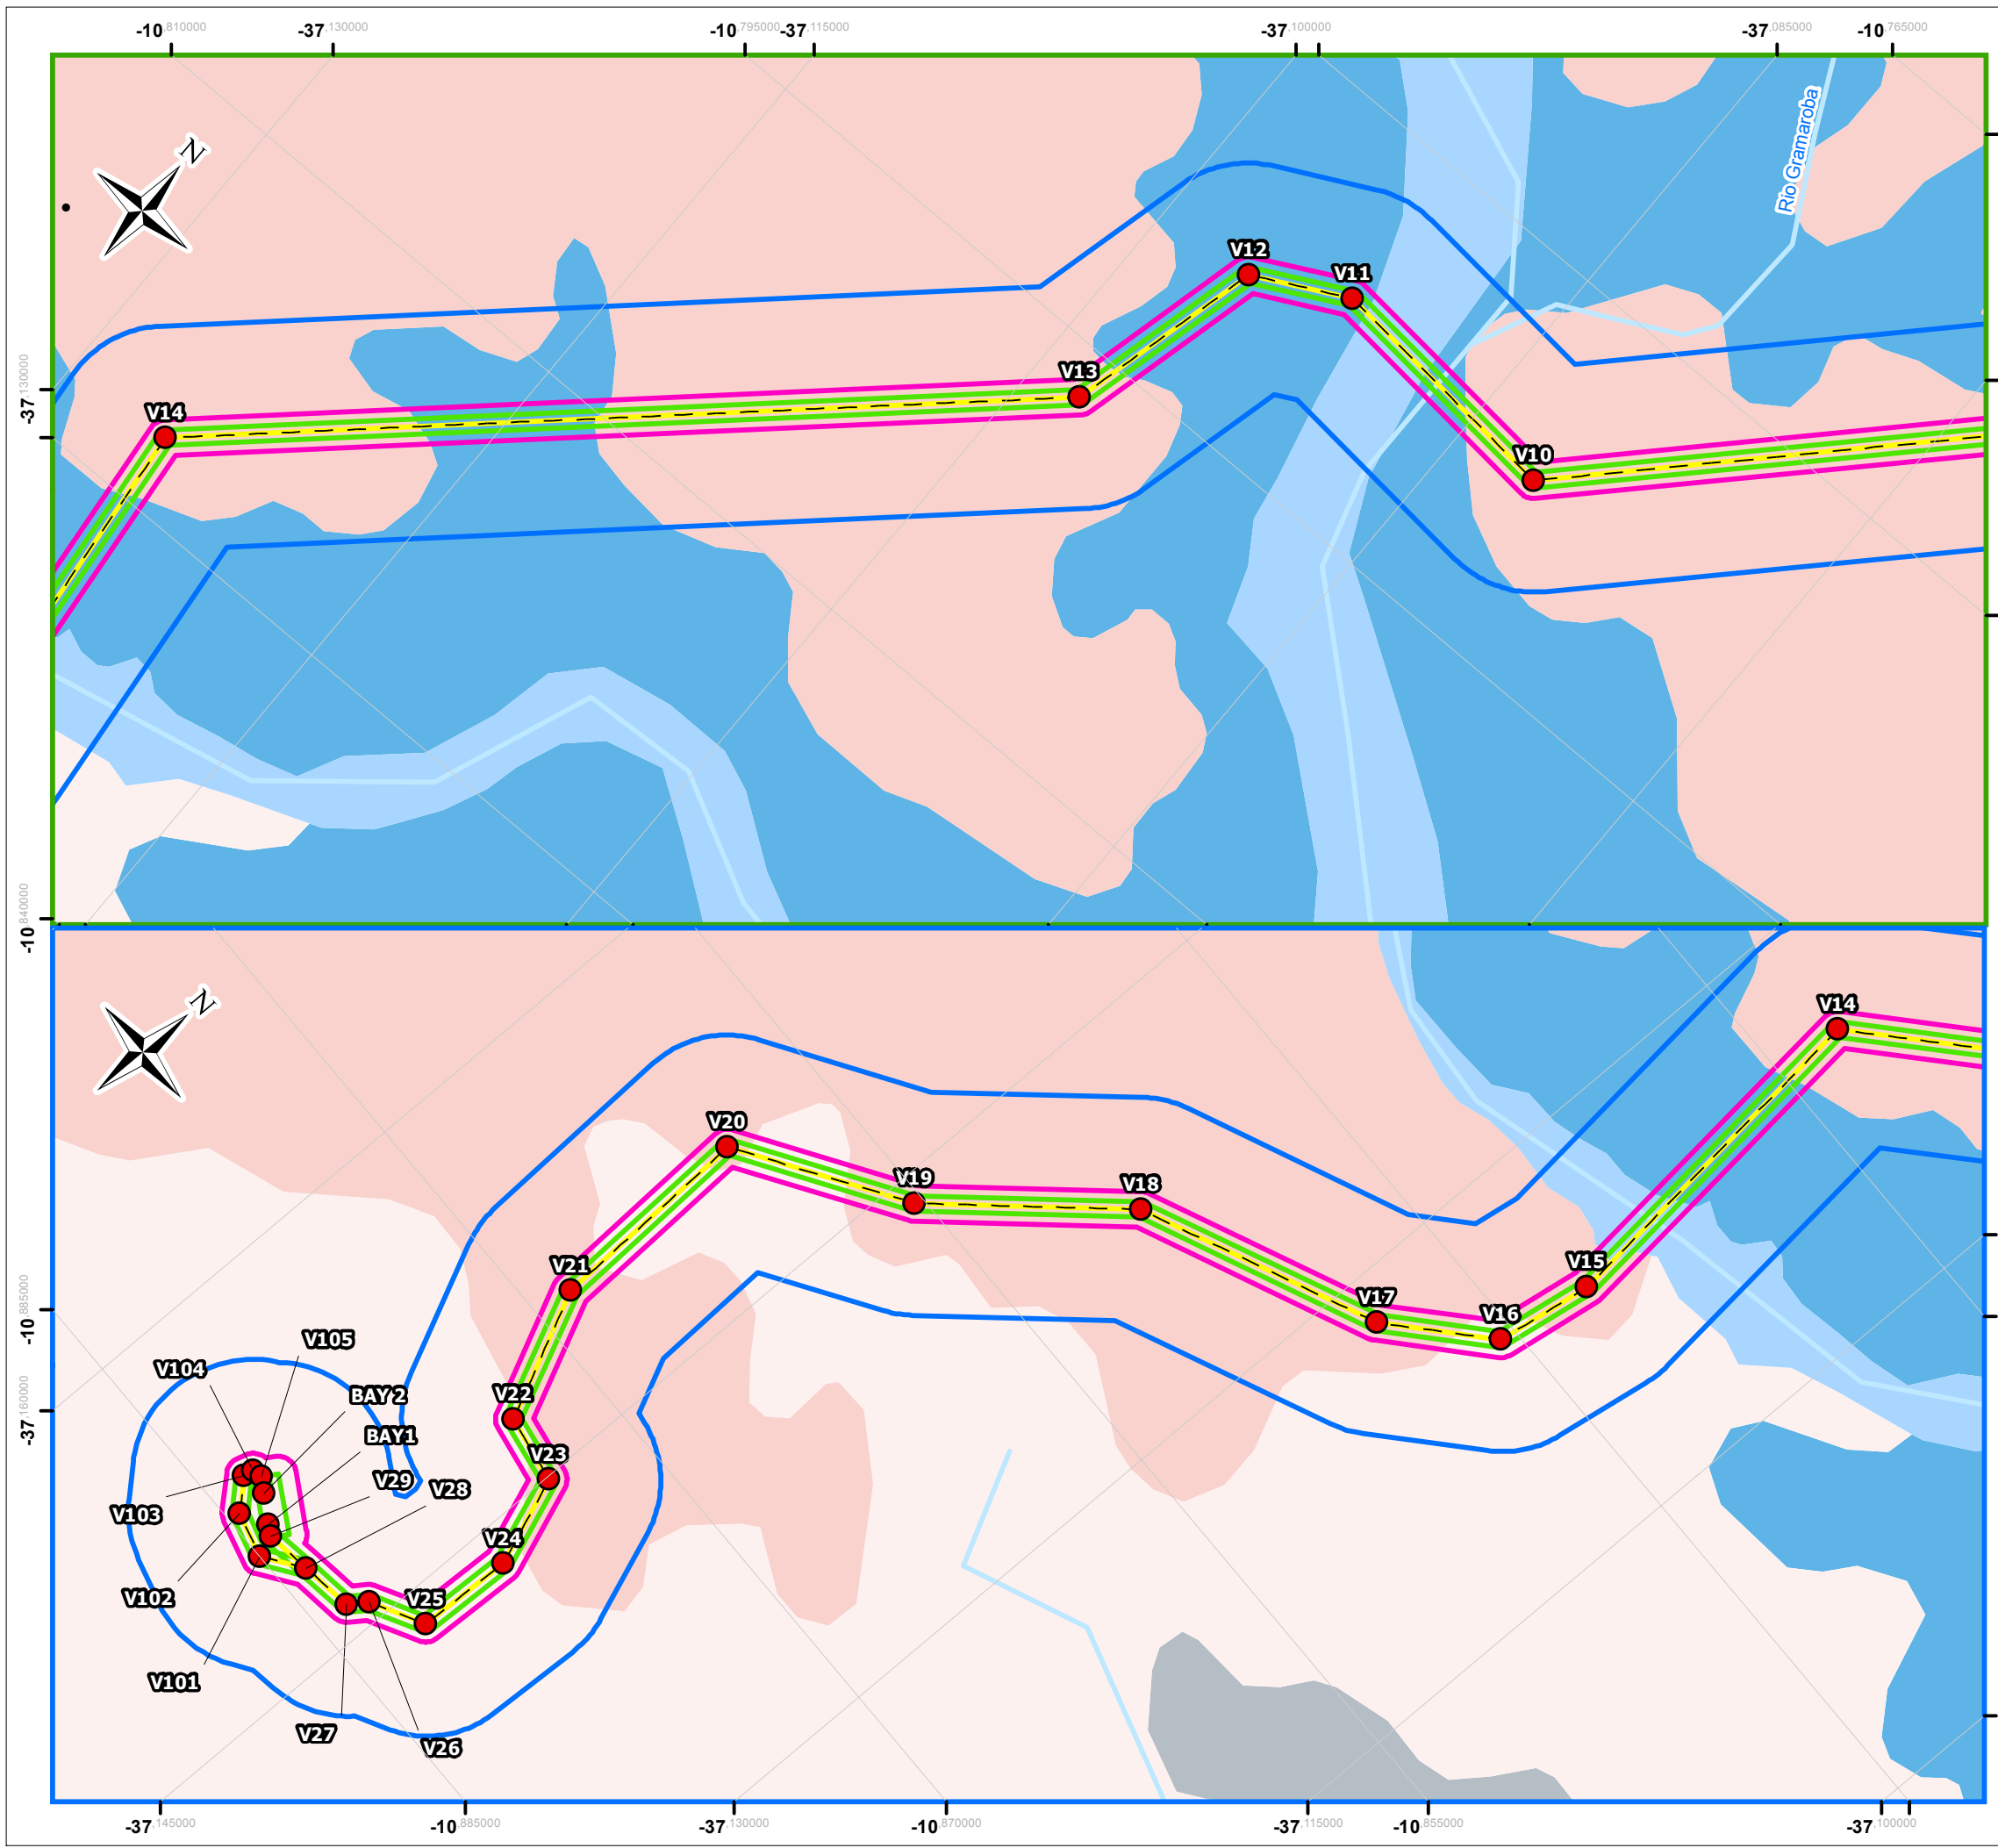 -10.810000 -37.130000 -10.795000 -37.115000 -37.100000 -37.085000 -10.765000
N
Rio Gramaroba
V12
V11
V13
V14
V10
-37.130000
-10.840000
N
V14
V20
V19
V18
V21
V15
V17
V16
-10.885000
V105
V104
BAY 2
V22
-37.160000
BAY1
V23
V29
V28
V103
V24
V102
V25
V101
V27
V26
-37.145000 -10.885000 -37.130000 -10.870000 -37.115000 -10.855000 -37.100000